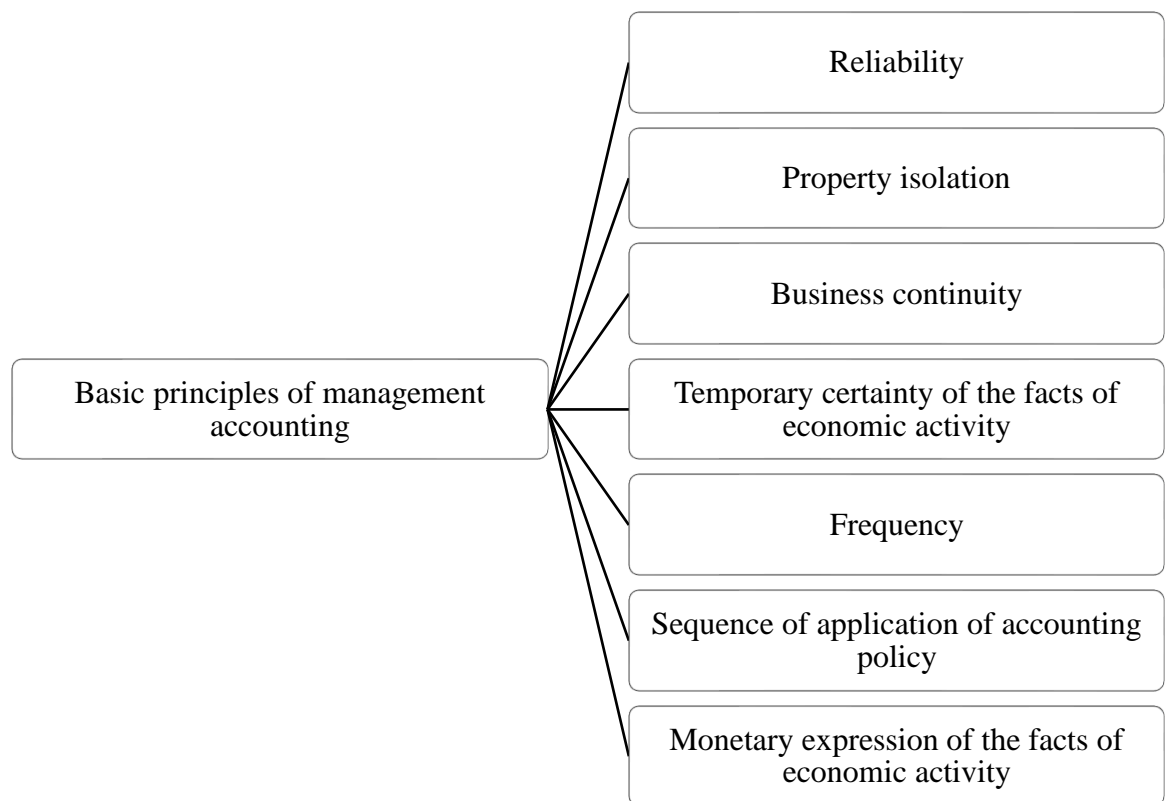 Reliability
Property isolation
Business continuity
Basic principles of management
accounting
Temporary certainty of the facts of
economic activity
Frequency
Sequence of application of accounting
policy
Monetary expression of the facts of
economic activity